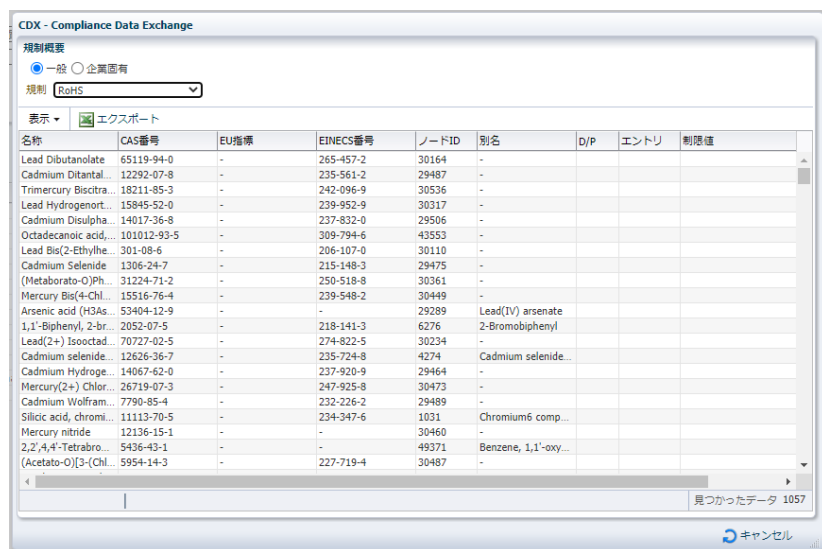 CDX - Compliance Data Exchange
規制概要
一般 企業固有
規制 RoHS
表示 エクスポート
名称 CAS番号 EU指標 EINECS番号 ノードID 別名 D/P エントリ 制限値
Lead Dibutanolate 65119-94-0 - 265-457-2 30164 -
Cadmium Ditantal... 12292-07-8 - 235-561-2 29487 -
Trimercury Biscitra... 18211-85-3 - 242-096-9 30536 -
Lead Hydrogenort... 15845-52-0 - 239-952-9 30317 -
Cadmium Disulpha... 14017-36-8 - 237-832-0 29506 -
Octadecanoic acid,... 101012-93-5 - 309-794-6 43553 -
Lead Bis(2-Ethylhe... 301-08-6 - 206-107-0 30110 -
Cadmium Selenide 1306-24-7 - 215-148-3 29475 -
(Metaborato-O)Ph... 31224-71-2 - 250-518-8 30361 -
Mercury Bis(4-Chl... 15516-76-4 - 239-548-2 30449 -
Arsenic acid (H3As... 53404-12-9 - - 29289 Lead(IV) arsenate
1,1'-Biphenyl, 2-br... 2052-07-5 - 218-141-3 6276 2-Bromobiphenyl
Lead(2+) Isooctad... 70727-02-5 - 274-822-5 30234 -
Cadmium selenide... 12626-36-7 - 235-724-8 4274 Cadmium selenide...
Cadmium Hydroge... 14067-62-0 - 237-920-9 29464 -
Mercury(2+) Chlor... 26719-07-3 - 247-925-8 30473 -
Cadmium Wolfram... 7790-85-4 - 232-226-2 29489 -
Silicic acid, chromi... 11113-70-5 - 234-347-6 1031 Chromium6 comp...
Mercury nitride 12136-15-1 - - 30460 -
2,2',4,4'-Tetrabro... 5436-43-1 - - 49371 Benzene, 1,1'-oxy...
(Acetato-O)[3-(Chl... 5954-14-3 - 227-719-4 30487 -
見つかったデータ 1057
キャンセル